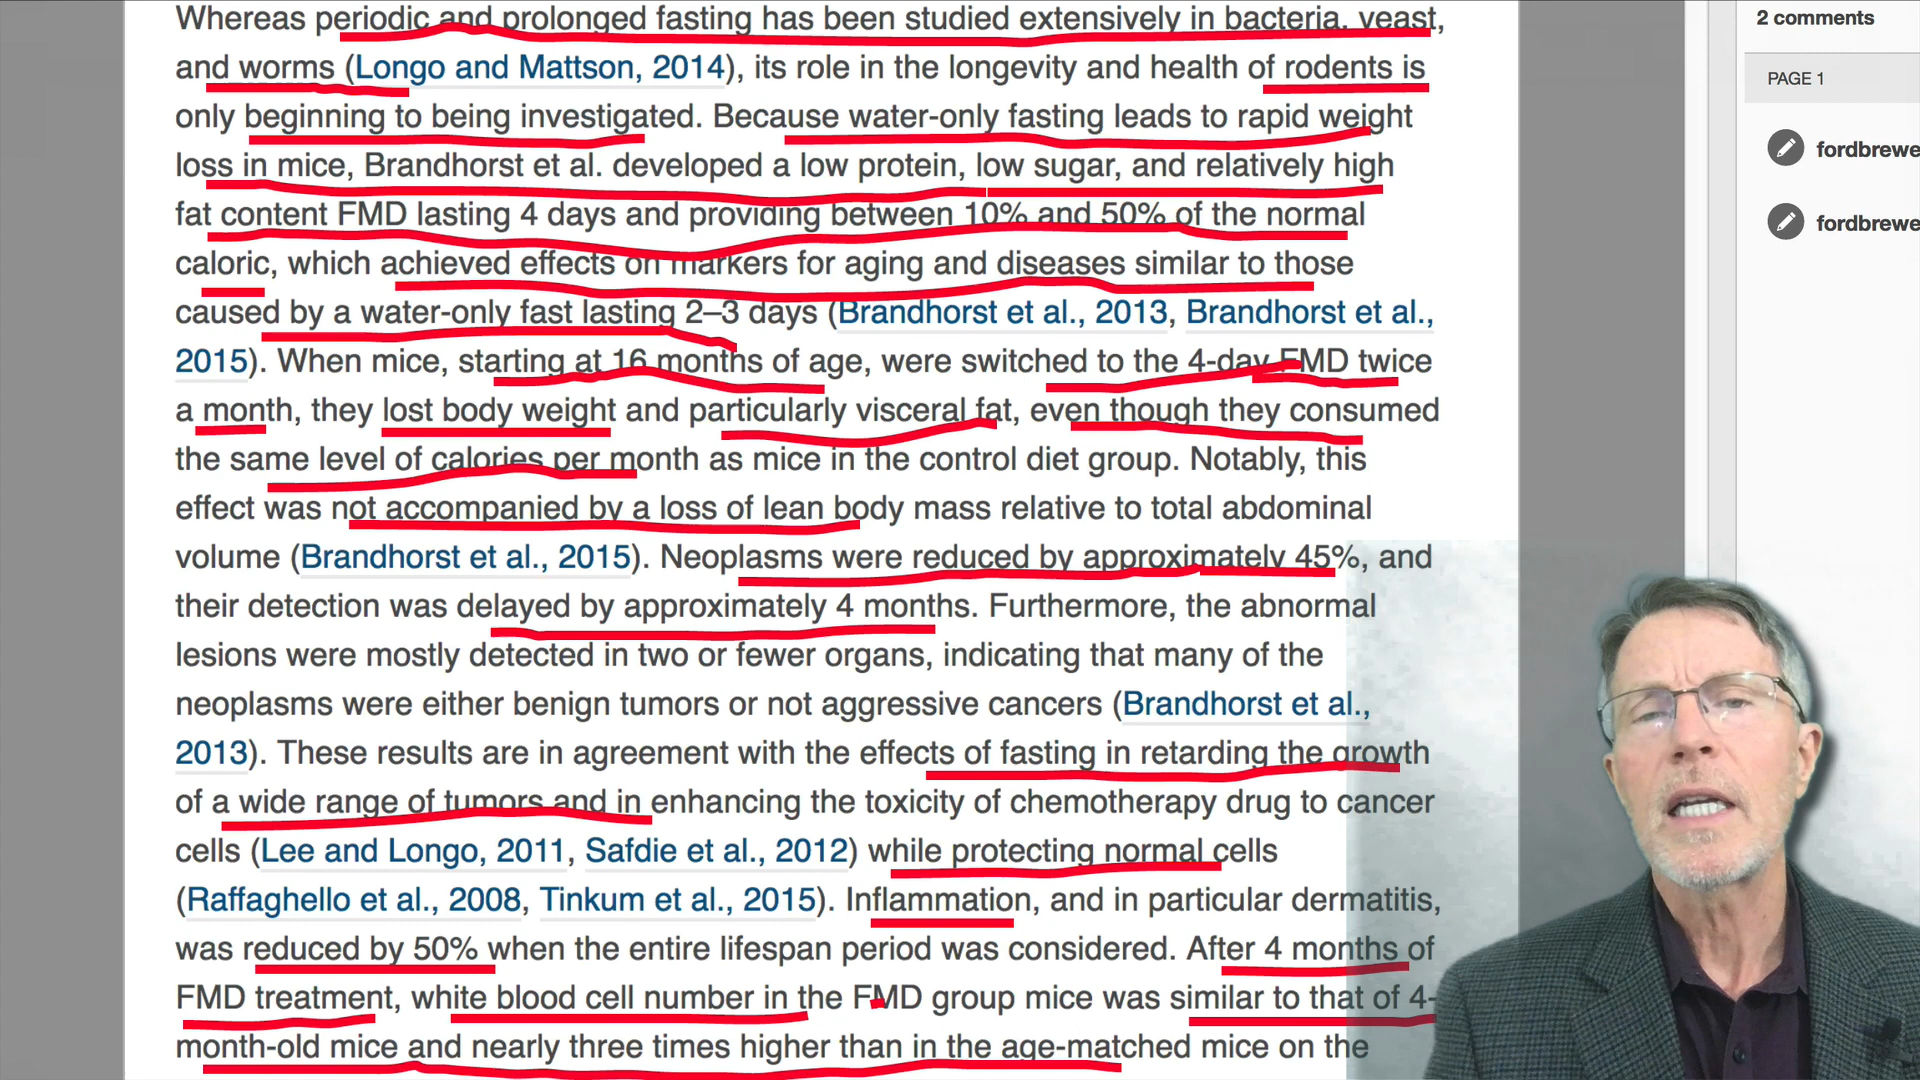 Whereas periodic and prolonged fasting has been studied extensively in bacteria, yeast,
and worms (Longo and Mattson, 2014), its role in the longevity and health of rodents is
only beginning to being investigated. Because water-only fasting leads to rapid weight
loss in mice, Brandhorst et al. developed a low protein, low sugar, and relatively high
fat content FMD lasting 4 days and providing between 10% and 50% of the normal
caloric, which achieved effects on markers for aging and diseases similar to those
caused by a water-only fast lasting 2–3 days (Brandhorst et al., 2013, Brandhorst et al.,
2015). When mice, starting at 16 months of age, were switched to the 4-day FMD twice
a month, they lost body weight and particularly visceral fat, even though they consumed
the same level of calories per month as mice in the control diet group. Notably, this
effect was not accompanied by a loss of lean body mass relative to total abdominal
volume (Brandhorst et al., 2015). Neoplasms were reduced by approximately 45%, and
their detection was delayed by approximately 4 months. Furthermore, the abnormal
lesions were mostly detected in two or fewer organs, indicating that many of the
neoplasms were either benign tumors or not aggressive cancers (Brandhorst et al.,
2013). These results are in agreement with the effects of fasting in retarding the growth
of a wide range of tumors and in enhancing the toxicity of chemotherapy drug to cancer
cells (Lee and Longo, 2011, Safdie et al., 2012) while protecting normal cells
(Raffaghello et al., 2008, Tinkum et al., 2015). Inflammation, and in particular dermatitis,
was reduced by 50% when the entire lifespan period was considered. After 4 months of
FMD treatment, white blood cell number in the FMD group mice was similar to that of 4-
month-old mice and nearly three times higher than in the age-matched mice on the
2 comments
PAGE 1
fordbrewe
fordbrewe